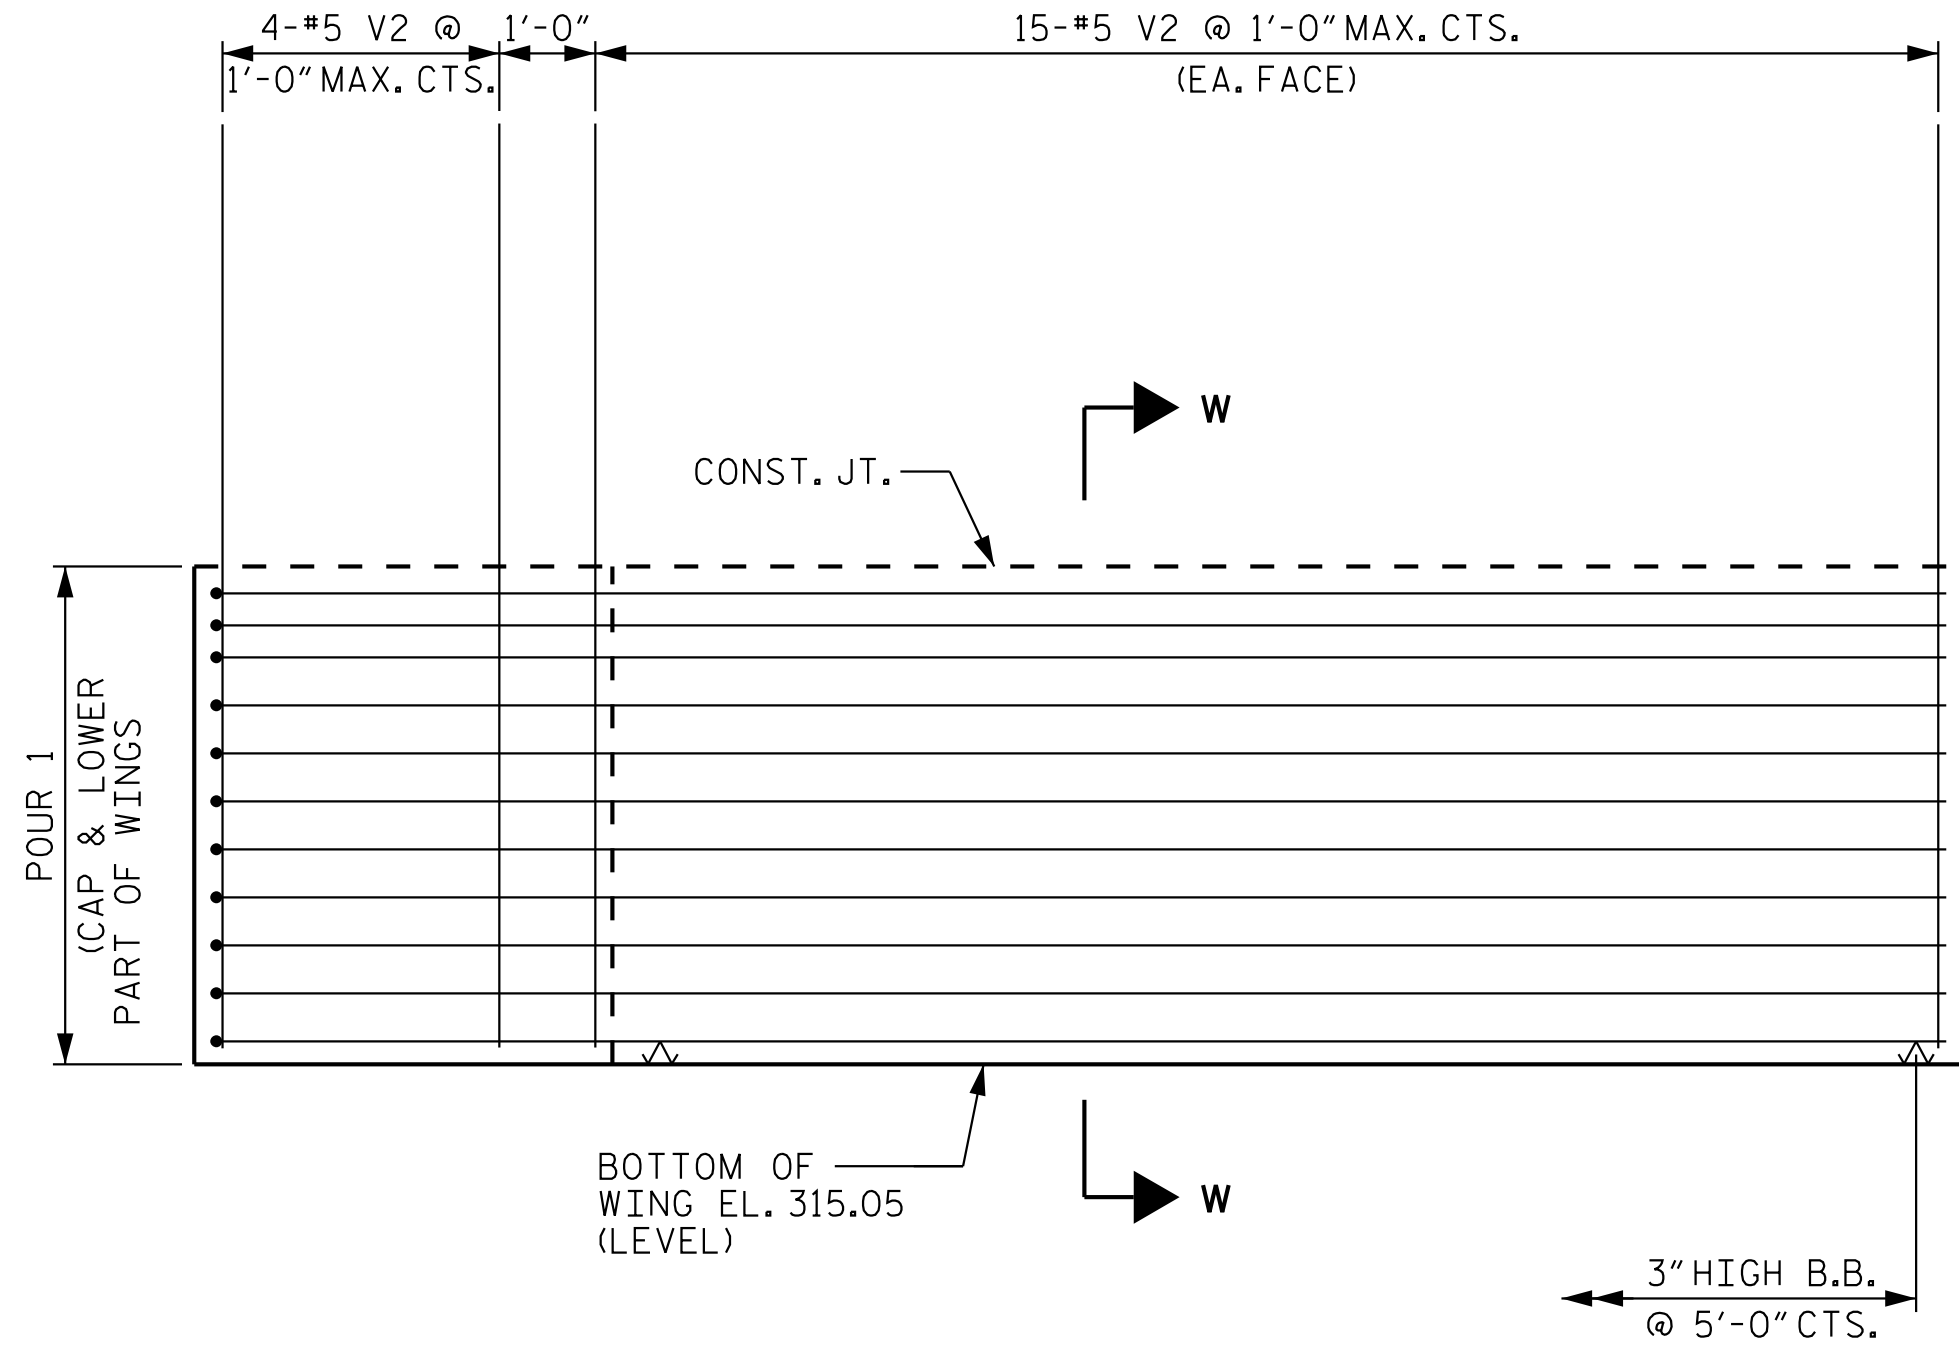 4-#5 V2 @
1'-0" MAX. CTS.
1'-0"
15-#5 V2 @ 1'-0" MAX. CTS.
(EA. FACE)
W
CONST. JT.
POUR 1
(CAP & LOWER
PART OF WINGS
BOTTOM OF
WING EL. 315.05
(LEVEL)
W
3" HIGH B.B.
@ 5'-0" CTS.